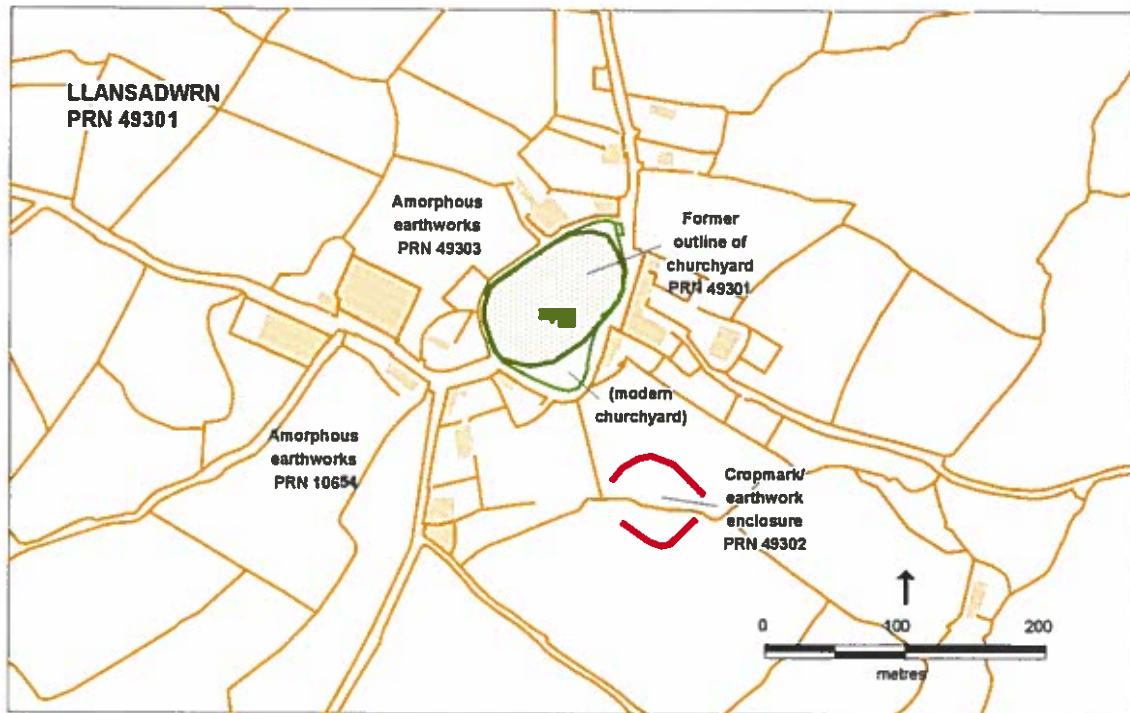 LLANSADWRN
PRN 49301
Amorphous
earthworks
PRN 49303
Former
outline of
churchyard
PRN 49301
(modern
churchyard)
Amorphous
earthworks
PRN 10654
Cropmark/
earthwork
enclosure
PRN 49302
0 100 200
metres